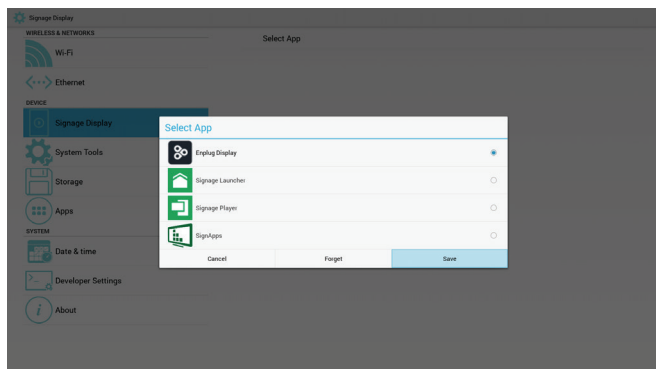 Signage Display
WIRELESS & NETWORKS
Select App
Wi-Fi
Ethernet
DEVICE
Signage Display
System Tools
Storage
Apps
SYSTEM
Date & time
Developer Settings
About
Select App
Enplug Display
Signage Launcher
Signage Player
SignApps
Cancel Forget Save